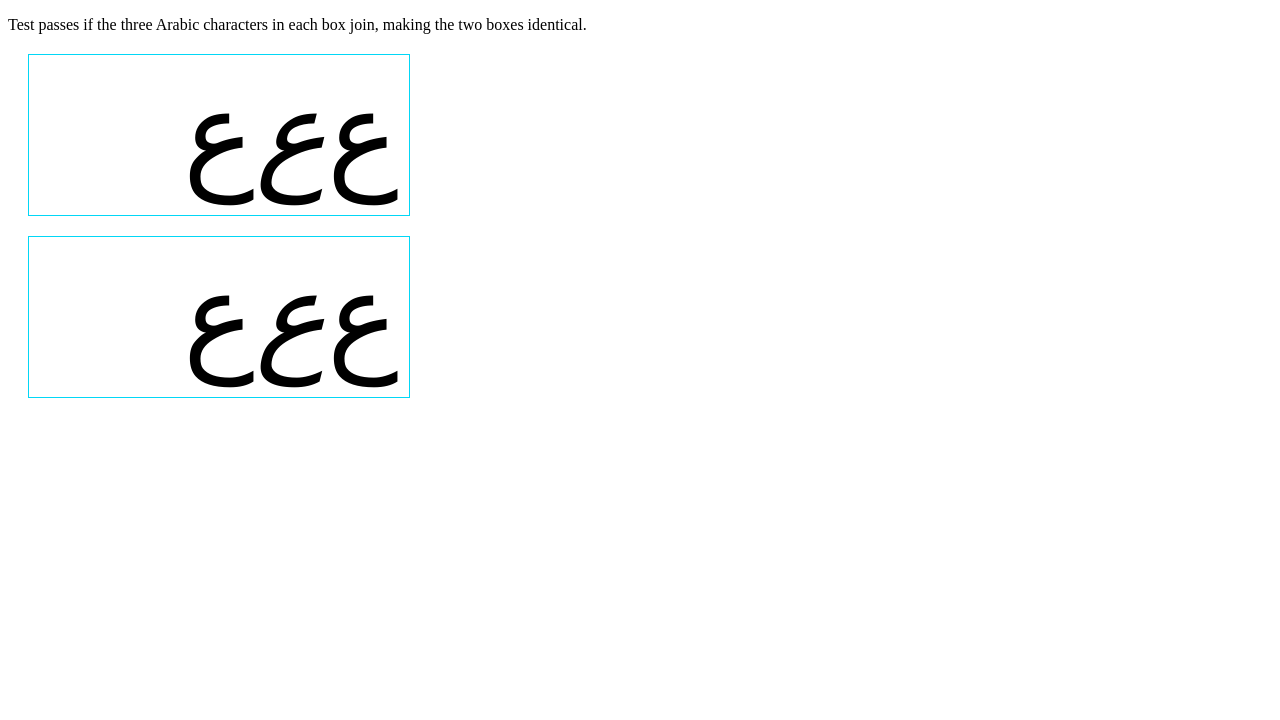 Test passes if the three Arabic characters in each box join, making the two boxes identical.
ع‌ع‌ع
ع‌ع‌ع